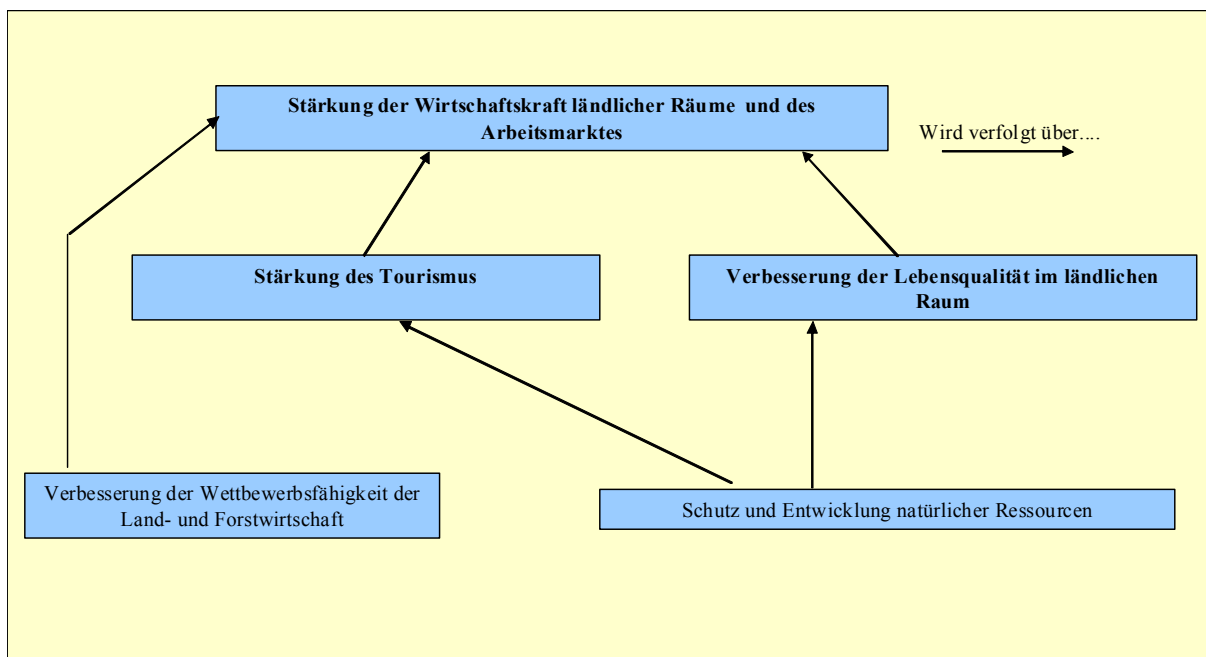 Stärkung der Wirtschaftskraft ländlicher Räume und des
Arbeitsmarktes
Wird verfolgt über....
Stärkung des Tourismus
Verbesserung der Lebensqualität im ländlichen
Raum
Verbesserung der Wettbewerbsfähigkeit der
Land- und Forstwirtschaft
Schutz und Entwicklung natürlicher Ressourcen